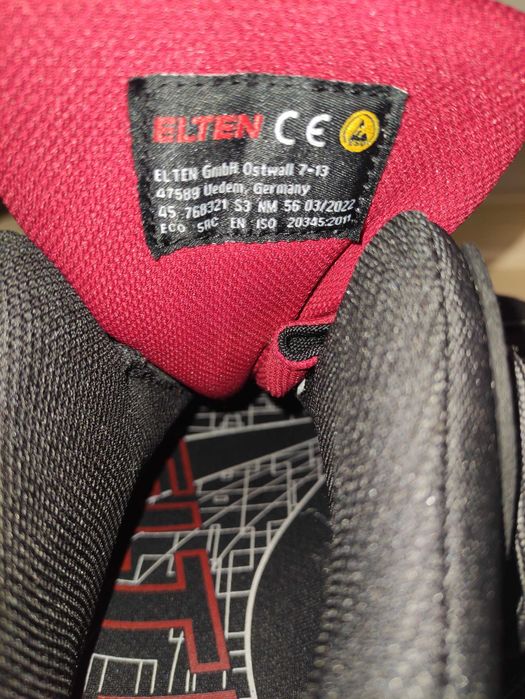 ELTEN CE
ELTEN GmbH Ostwall 7-13
47589 Uedem, Germany
45, 768321 S3 NM 56 03/2022
ECO SRC EN ISO 20345:2011